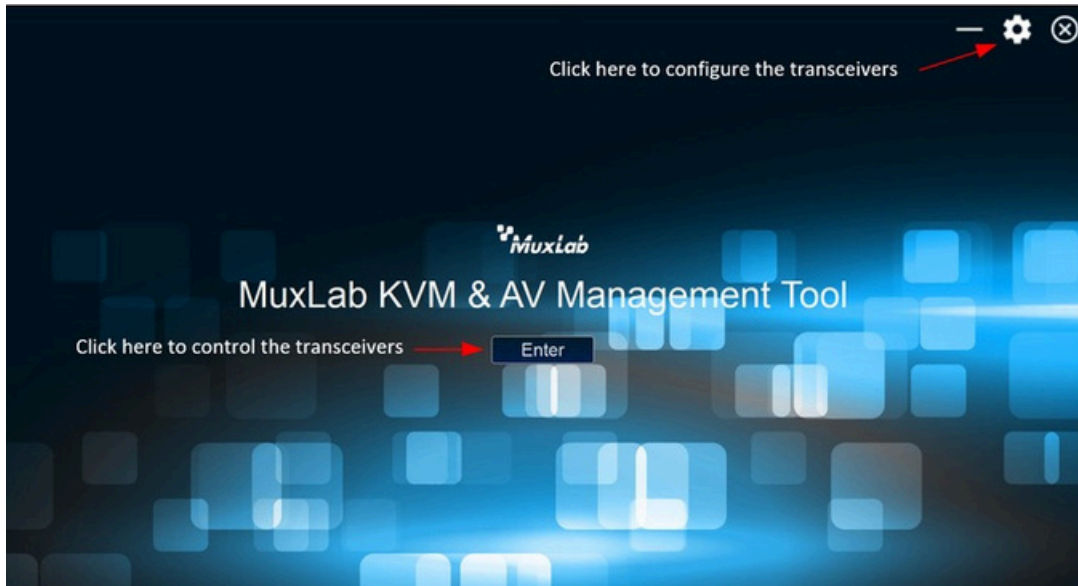 Click here to configure the transceivers
MuxLab
MuxLab KVM & AV Management Tool
Click here to control the transceivers
Enter